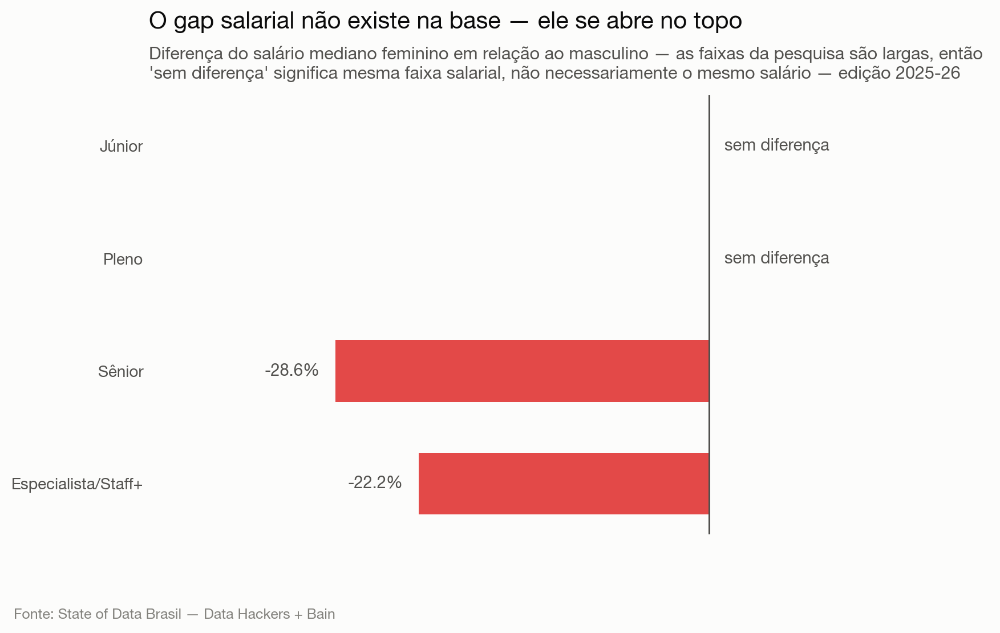 O gap salarial não existe na base — ele se abre no topo
Diferença do salário mediano feminino em relação ao masculino — as faixas da pesquisa são largas, então
'sem diferença' significa mesma faixa salarial, não necessariamente o mesmo salário — edição 2025-26
Júnior
sem diferença
Pleno
sem diferença
Sênior
-28.6%
Especialista/Staff+
-22.2%
Fonte: State of Data Brasil — Data Hackers + Bain